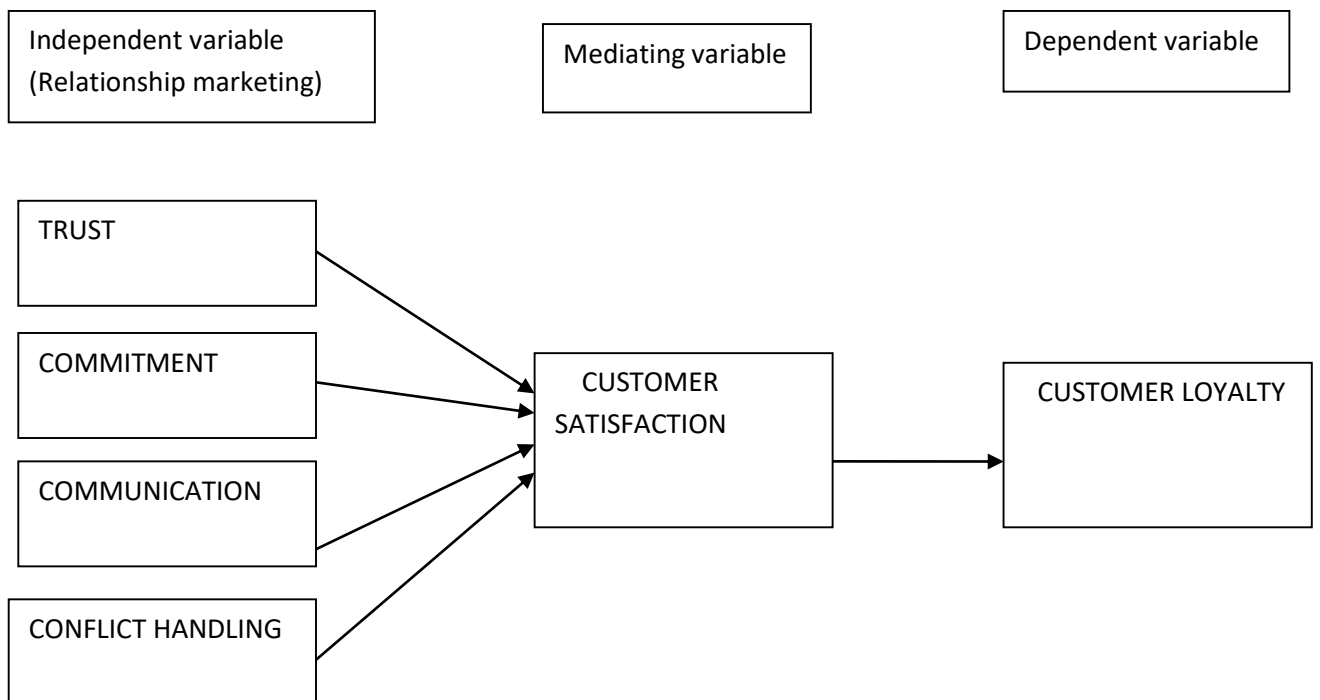 Independent variable
(Relationship marketing)
Mediating variable
Dependent variable
TRUST
COMMITMENT
COMMUNICATION
CONFLICT HANDLING
CUSTOMER
SATISFACTION
CUSTOMER LOYALTY